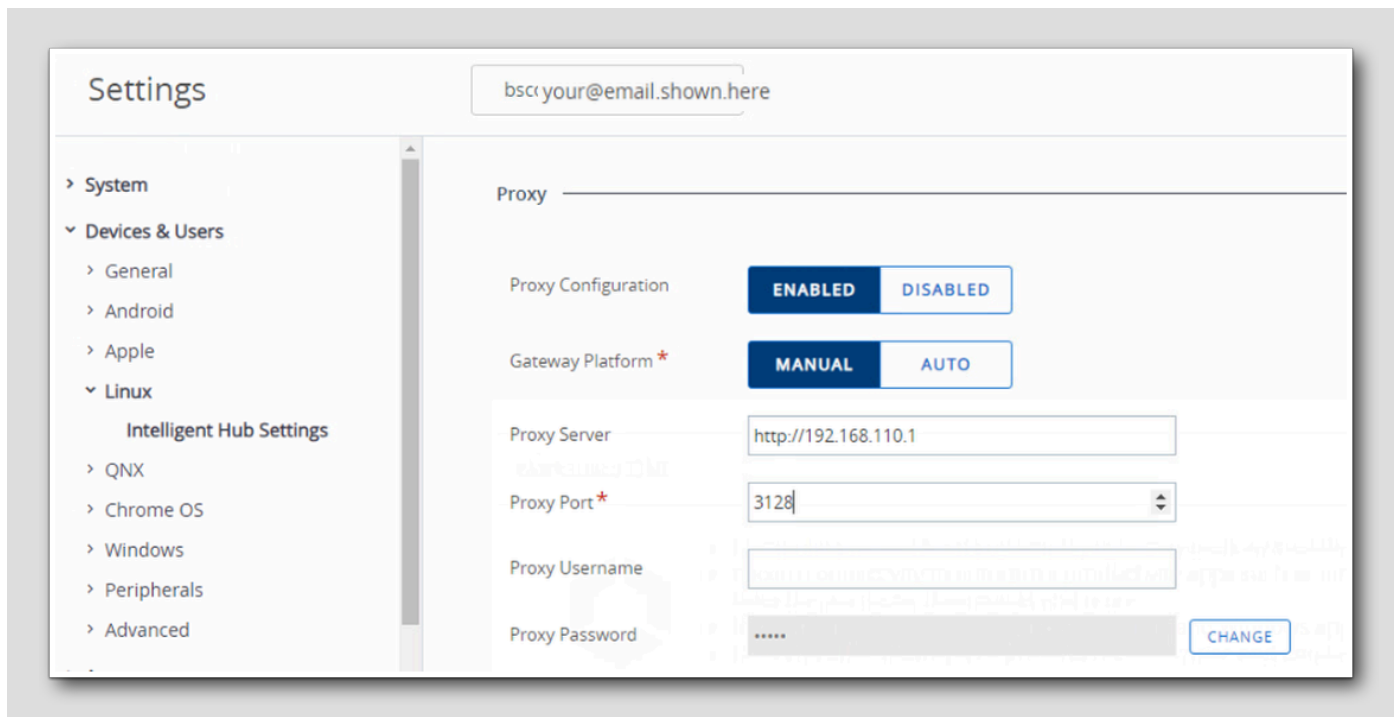 Settings
bsc your@email.shown.here
System
Devices & Users
General
Android
Apple
Linux
Intelligent Hub Settings
QNX
Chrome OS
Windows
Peripherals
Advanced
Proxy
Proxy Configuration
ENABLED DISABLED
Gateway Platform *
MANUAL AUTO
Proxy Server
http://192.168.110.1
Proxy Port *
3128
Proxy Username
Proxy Password
•••••
CHANGE